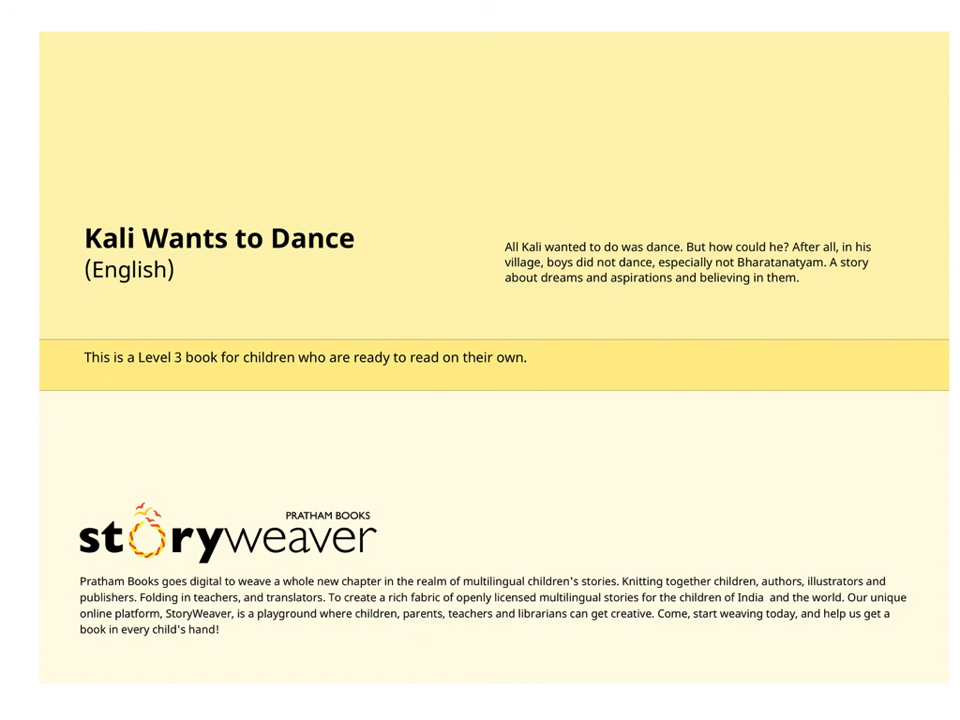 Kali Wants to Dance
(English)
All Kali wanted to do was dance. But how could he? After all, in his
village, boys did not dance, especially not Bharatanatyam. A story
about dreams and aspirations and believing in them.
This is a Level 3 book for children who are ready to read on their own.
PRATHAM BOOKS
storyweaver
Pratham Books goes digital to weave a whole new chapter in the realm of multilingual children's stories. Knitting together children, authors, illustrators and
publishers. Folding in teachers, and translators. To create a rich fabric of openly licensed multilingual stories for the children of India  and the world. Our unique
online platform, StoryWeaver, is a playground where children, parents, teachers and librarians can get creative. Come, start weaving today, and help us get a
book in every child's hand!